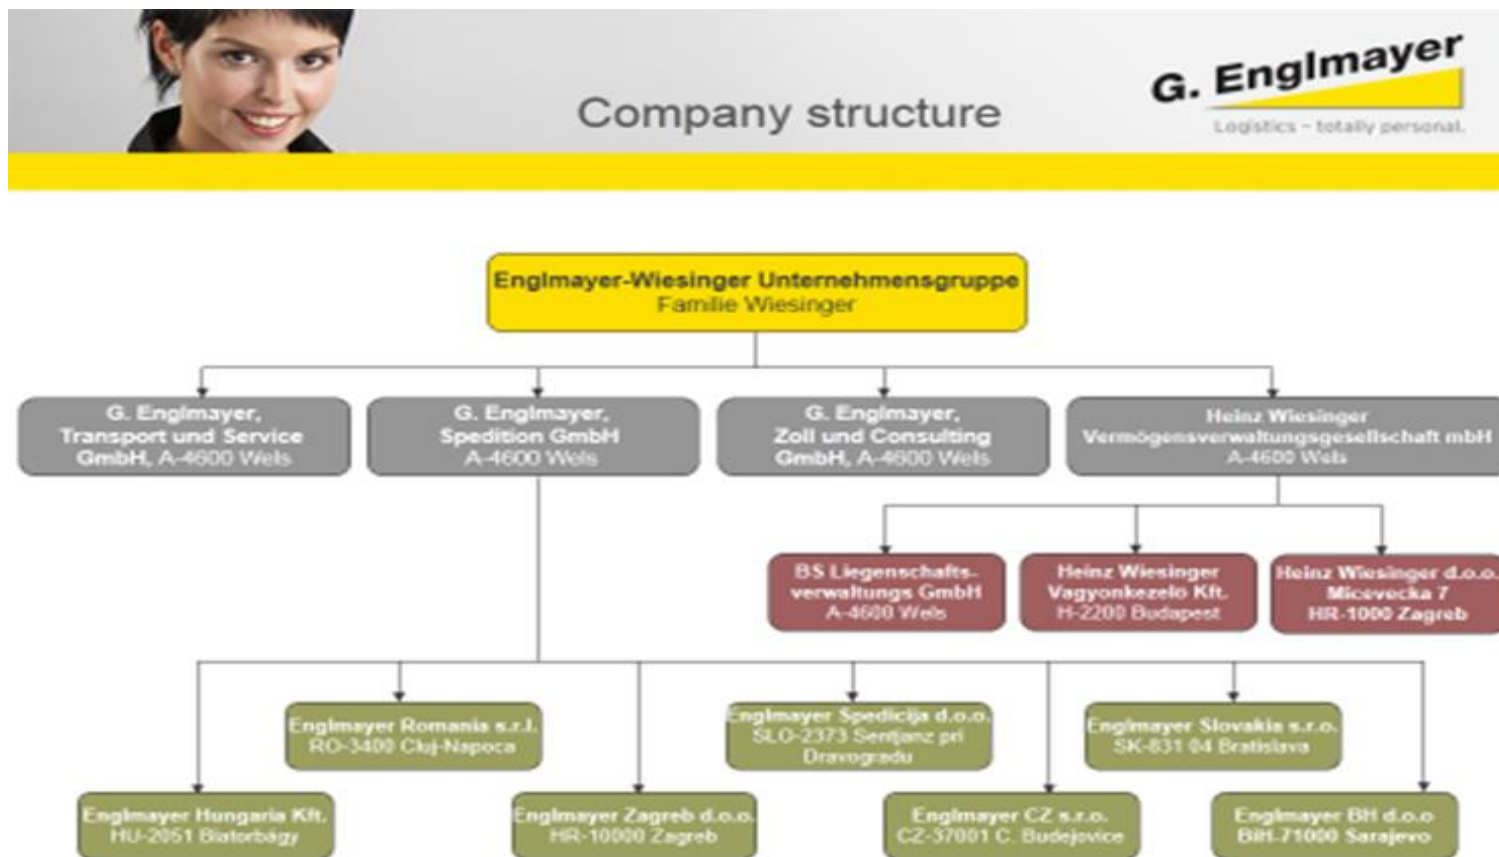 Company structure
G. Englmayer
Logistics – totally personal.
Englmayer-Wiesinger Unternehmensgruppe
Familie Wiesinger
G. Englmayer,
Transport und Service
GmbH, A-4600 Wels
G. Englmayer,
Spedition GmbH
A-4600 Wels
G. Englmayer,
Zoll und Consulting
GmbH, A-4600 Wels
Heinz Wiesinger
Vermögensverwaltungsgesellschaft mbH
A-4600 Wels
BS Liegenschafts-
verwaltungs GmbH
A-4600 Wels
Heinz Wiesinger
Vagyonkezelö Kft.
H-2200 Budapest
Heinz Wiesinger d.o.o.
Micevecka 7
HR-1000 Zagreb
Englmayer Romania s.r.l.
RO-3400 Cluj-Napoca
Englmayer Spedicija d.o.o.
SLO-2373 Sentjanz pri
Dravogradu
Englmayer Slovakia s.r.o.
SK-831 04 Bratislava
Englmayer Hungaria Kft.
HU-2051 Biatorbágy
Englmayer Zagreb d.o.o.
HR-10000 Zagreb
Englmayer CZ s.r.o.
CZ-37001 C. Budejovice
Englmayer BH d.o.o
BiH-71000 Sarajevo